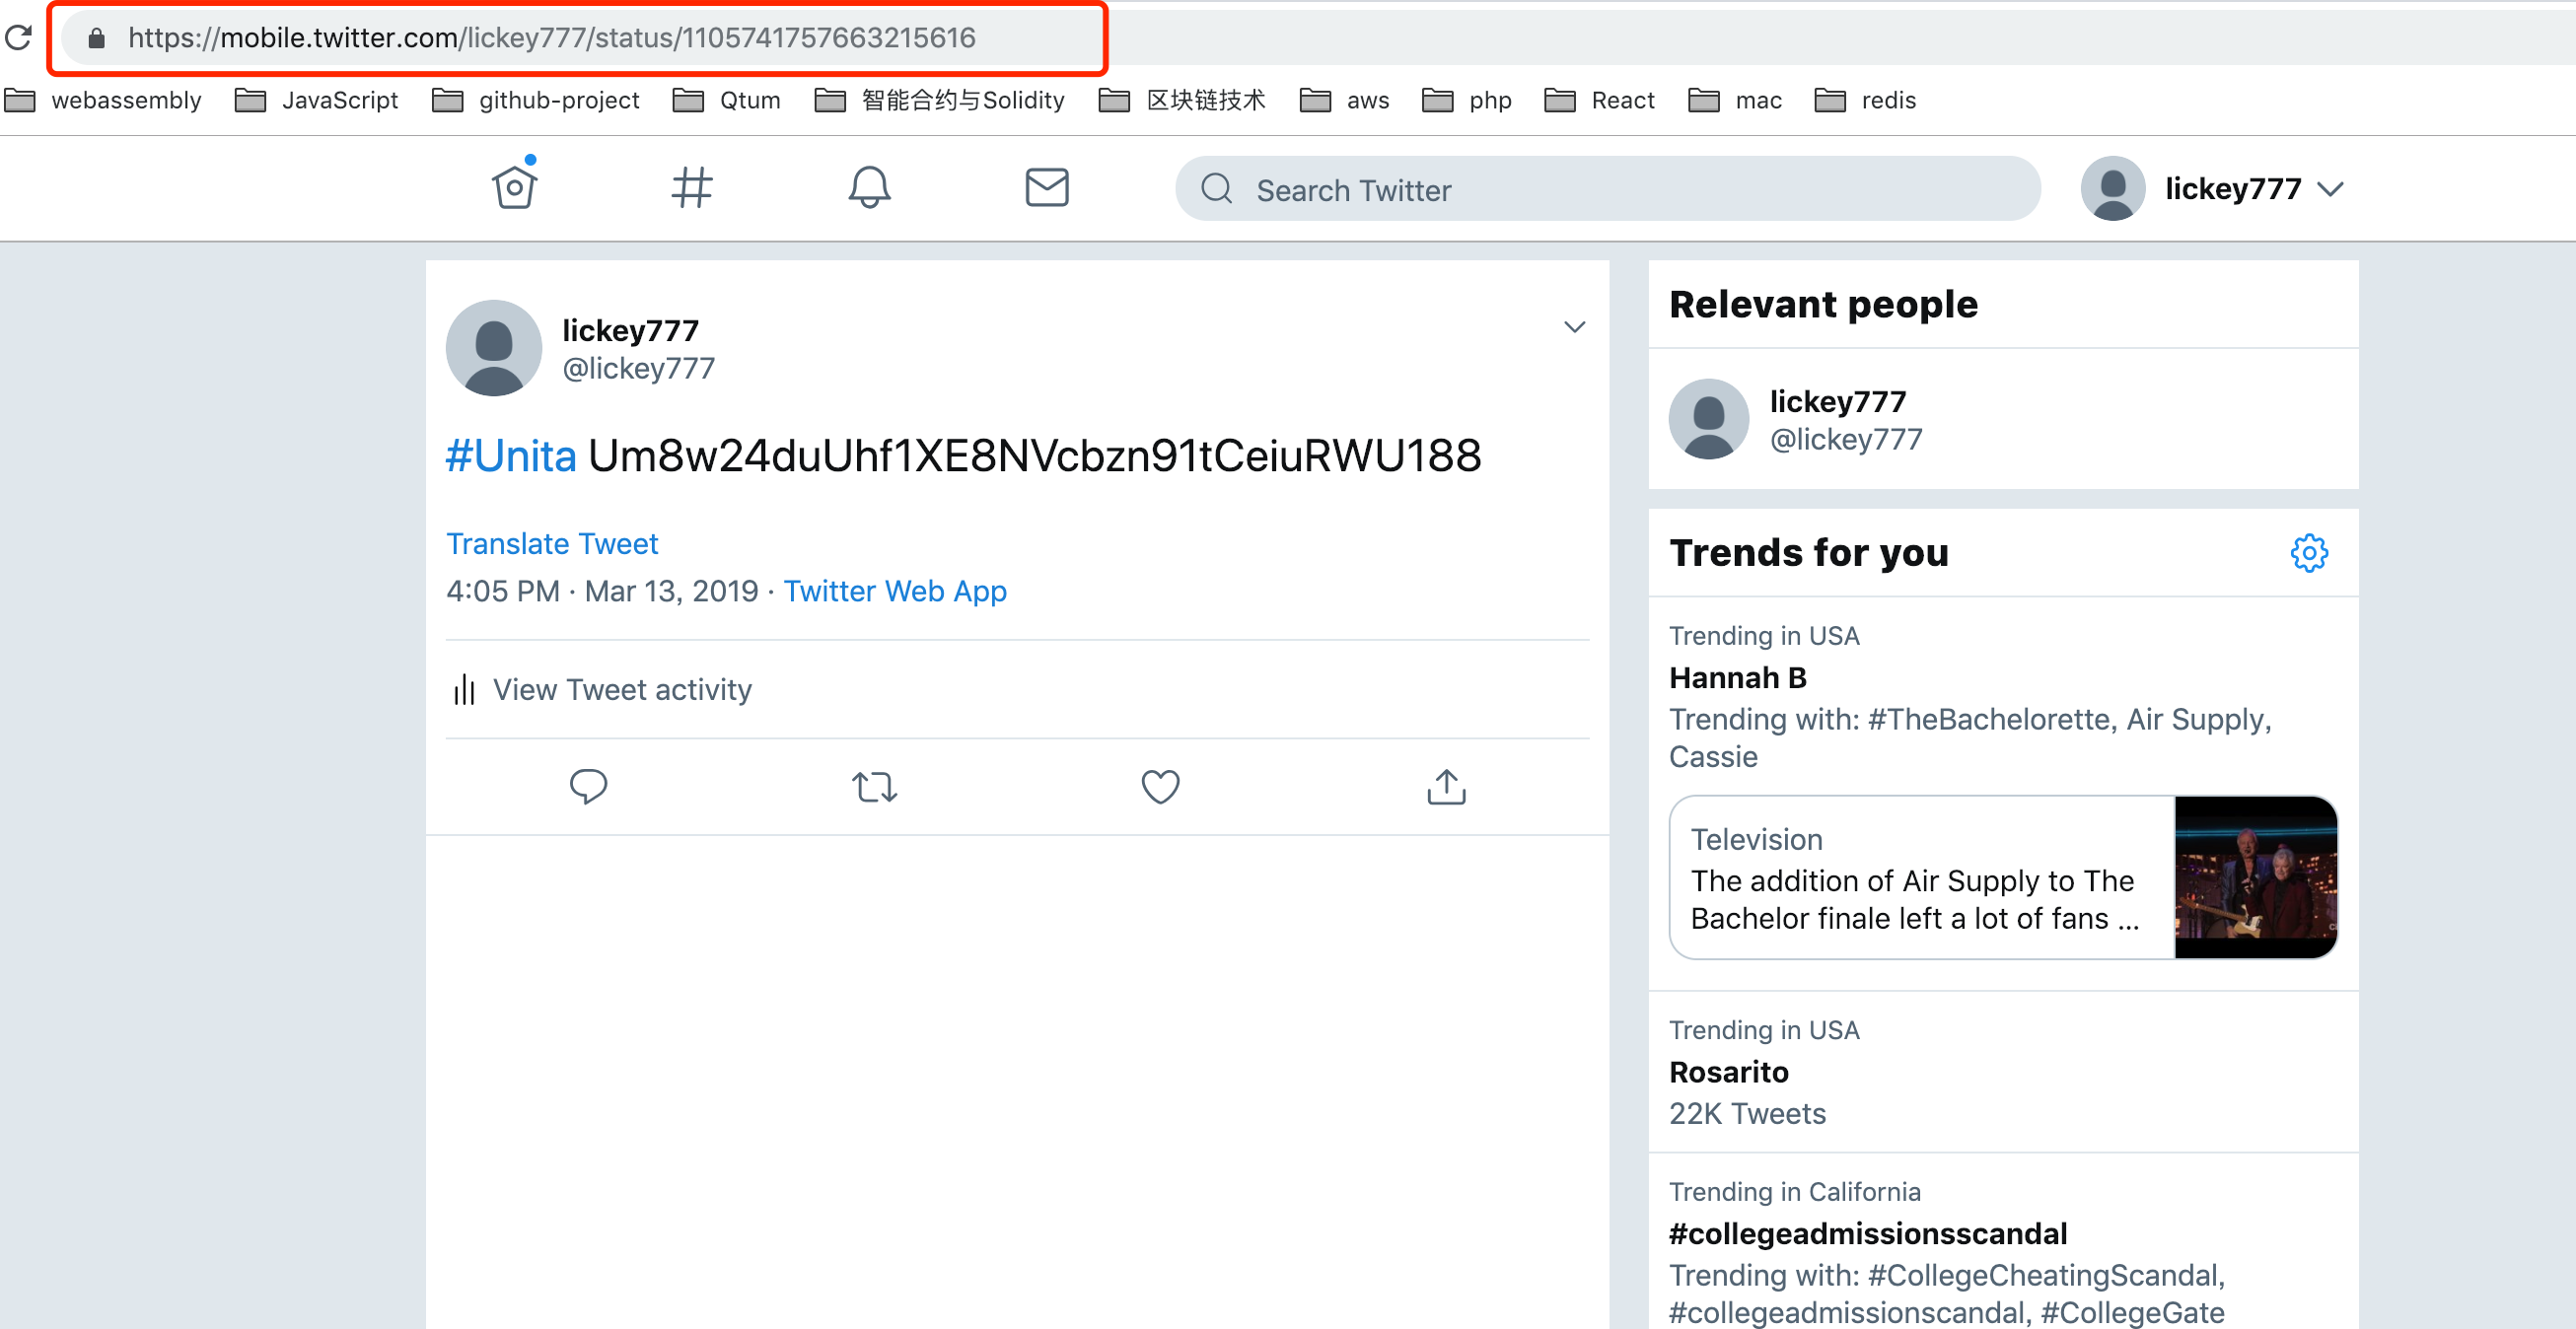 https://mobile.twitter.com/lickey777/status/1105741757663215616
webassembly JavaScript github-project Qtum 智能合约与Solidity 区块链技术 aws php React mac redis
Search Twitter
lickey777
lickey777
@lickey777
#Unita Um8w24duUhf1XE8NVcbzn91tCeiuRWU188
Translate Tweet
4:05 PM · Mar 13, 2019 · Twitter Web App
View Tweet activity
Relevant people
lickey777
@lickey777
Trends for you
Trending in USA
Hannah B
Trending with: #TheBachelorette, Air Supply,
Cassie
Television
The addition of Air Supply to The
Bachelor finale left a lot of fans ...
Trending in USA
Rosarito
22K Tweets
Trending in California
#collegeadmissionsscandal
Trending with: #CollegeCheatingScandal,
#collegeadmissionscandal, #CollegeGate